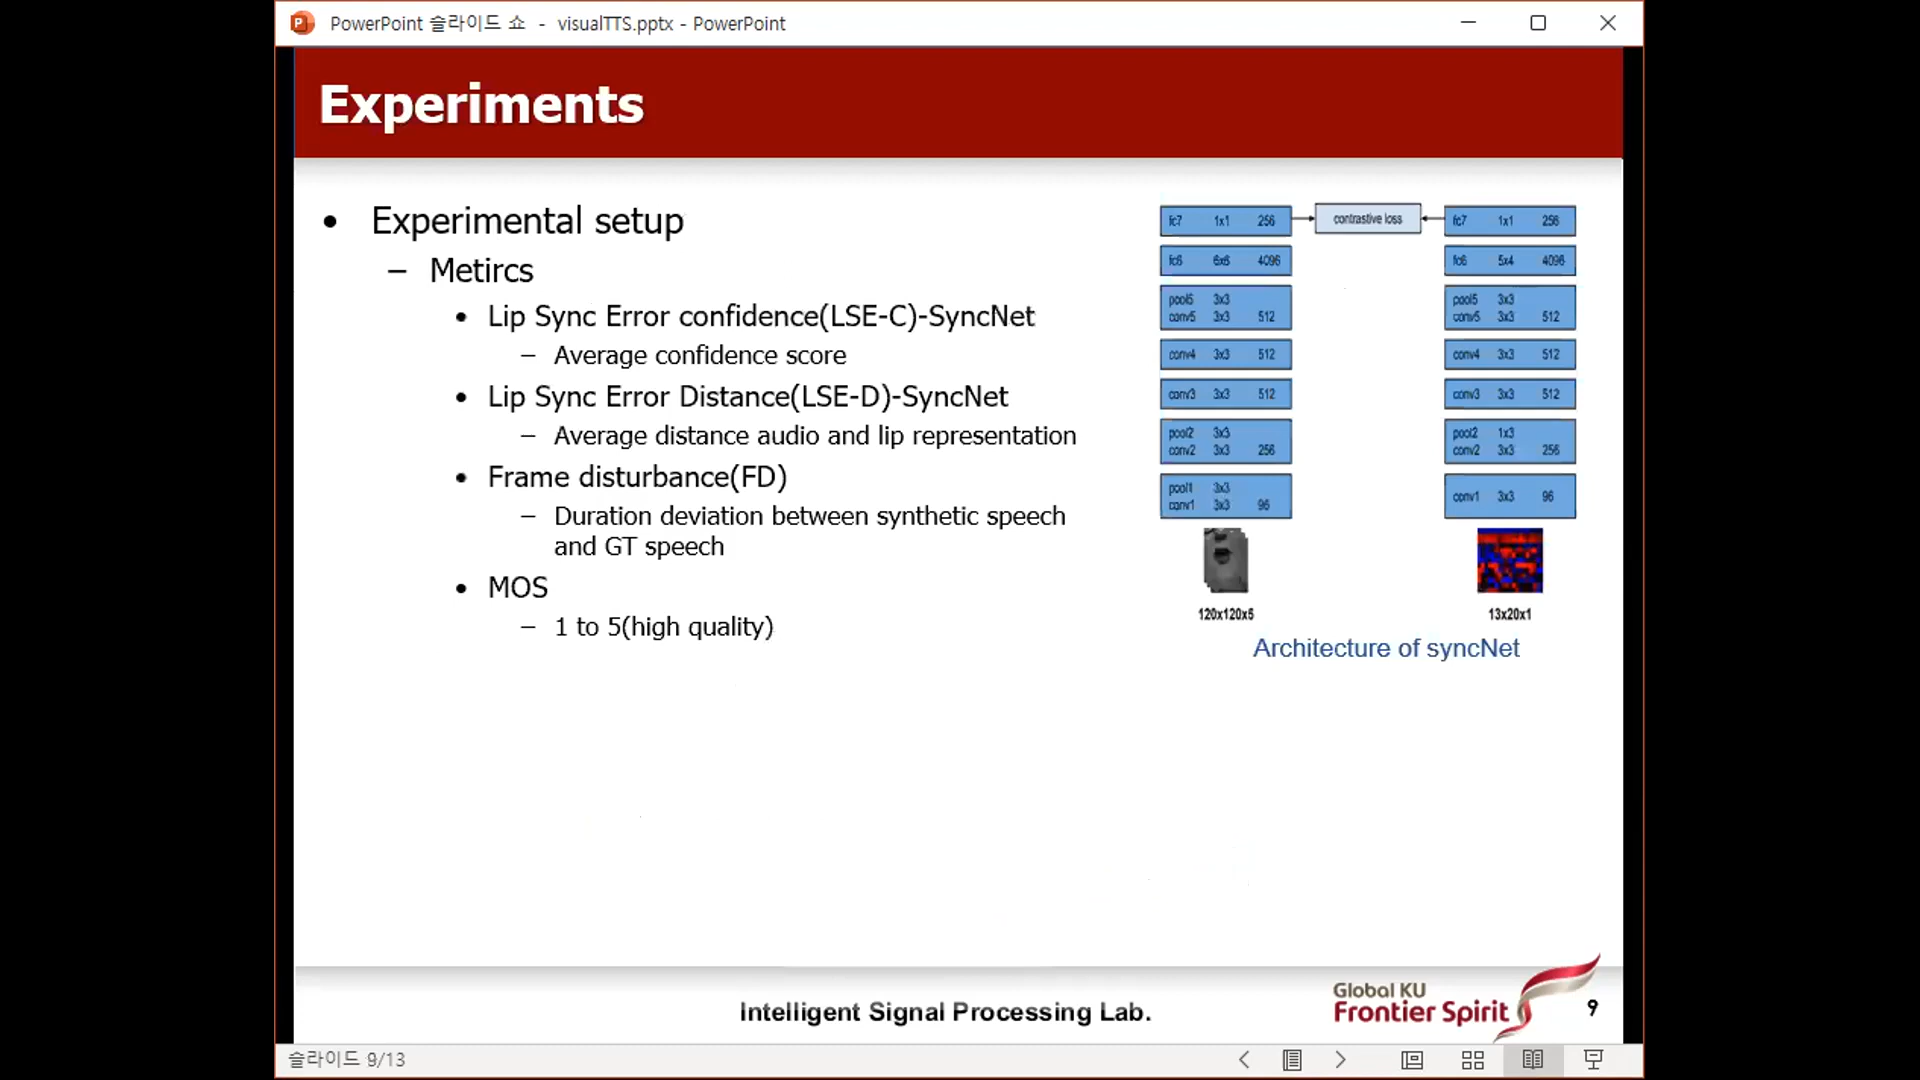 PowerPoint 슬라이드 쇼 - visualTTS.pptx - PowerPoint
Experiments
• Experimental setup
– Metircs
• Lip Sync Error confidence(LSE-C)-SyncNet
– Average confidence score
• Lip Sync Error Distance(LSE-D)-SyncNet
– Average distance audio and lip representation
• Frame disturbance(FD)
– Duration deviation between synthetic speech
and GT speech
• MOS
– 1 to 5(high quality)
fc7 1x1 256
fc6 6x6 4096
pool5 3x3
conv5 3x3 512
conv4 3x3 512
conv3 3x3 512
pool2 3x3
conv2 3x3 256
pool1 3x3
conv1 3x3 96
120x120x5
contrastive loss
fc7 1x1 256
fc6 5x4 4096
pool5 3x3
conv5 3x3 512
conv4 3x3 512
conv3 3x3 512
pool2 1x3
conv2 3x3 256
conv1 3x3 96
13x20x1
Architecture of syncNet
Intelligent Signal Processing Lab.
Global KU
Frontier Spirit
9
슬라이드 9/13